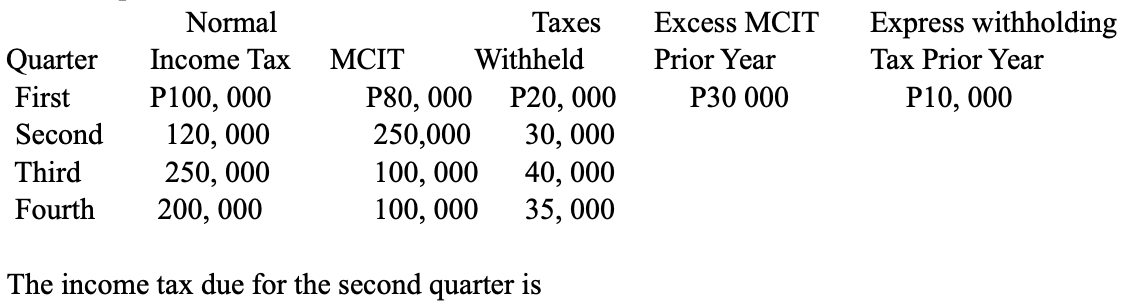 Normal Taxes Excess MCIT Express withholding
Quarter Income Tax MCIT Withheld Prior Year Tax Prior Year
First P100, 000 P80, 000 P20, 000 P30 000 P10, 000
Second 120, 000 250,000 30, 000
Third 250, 000 100, 000 40, 000
Fourth 200, 000 100, 000 35, 000
The income tax due for the second quarter is